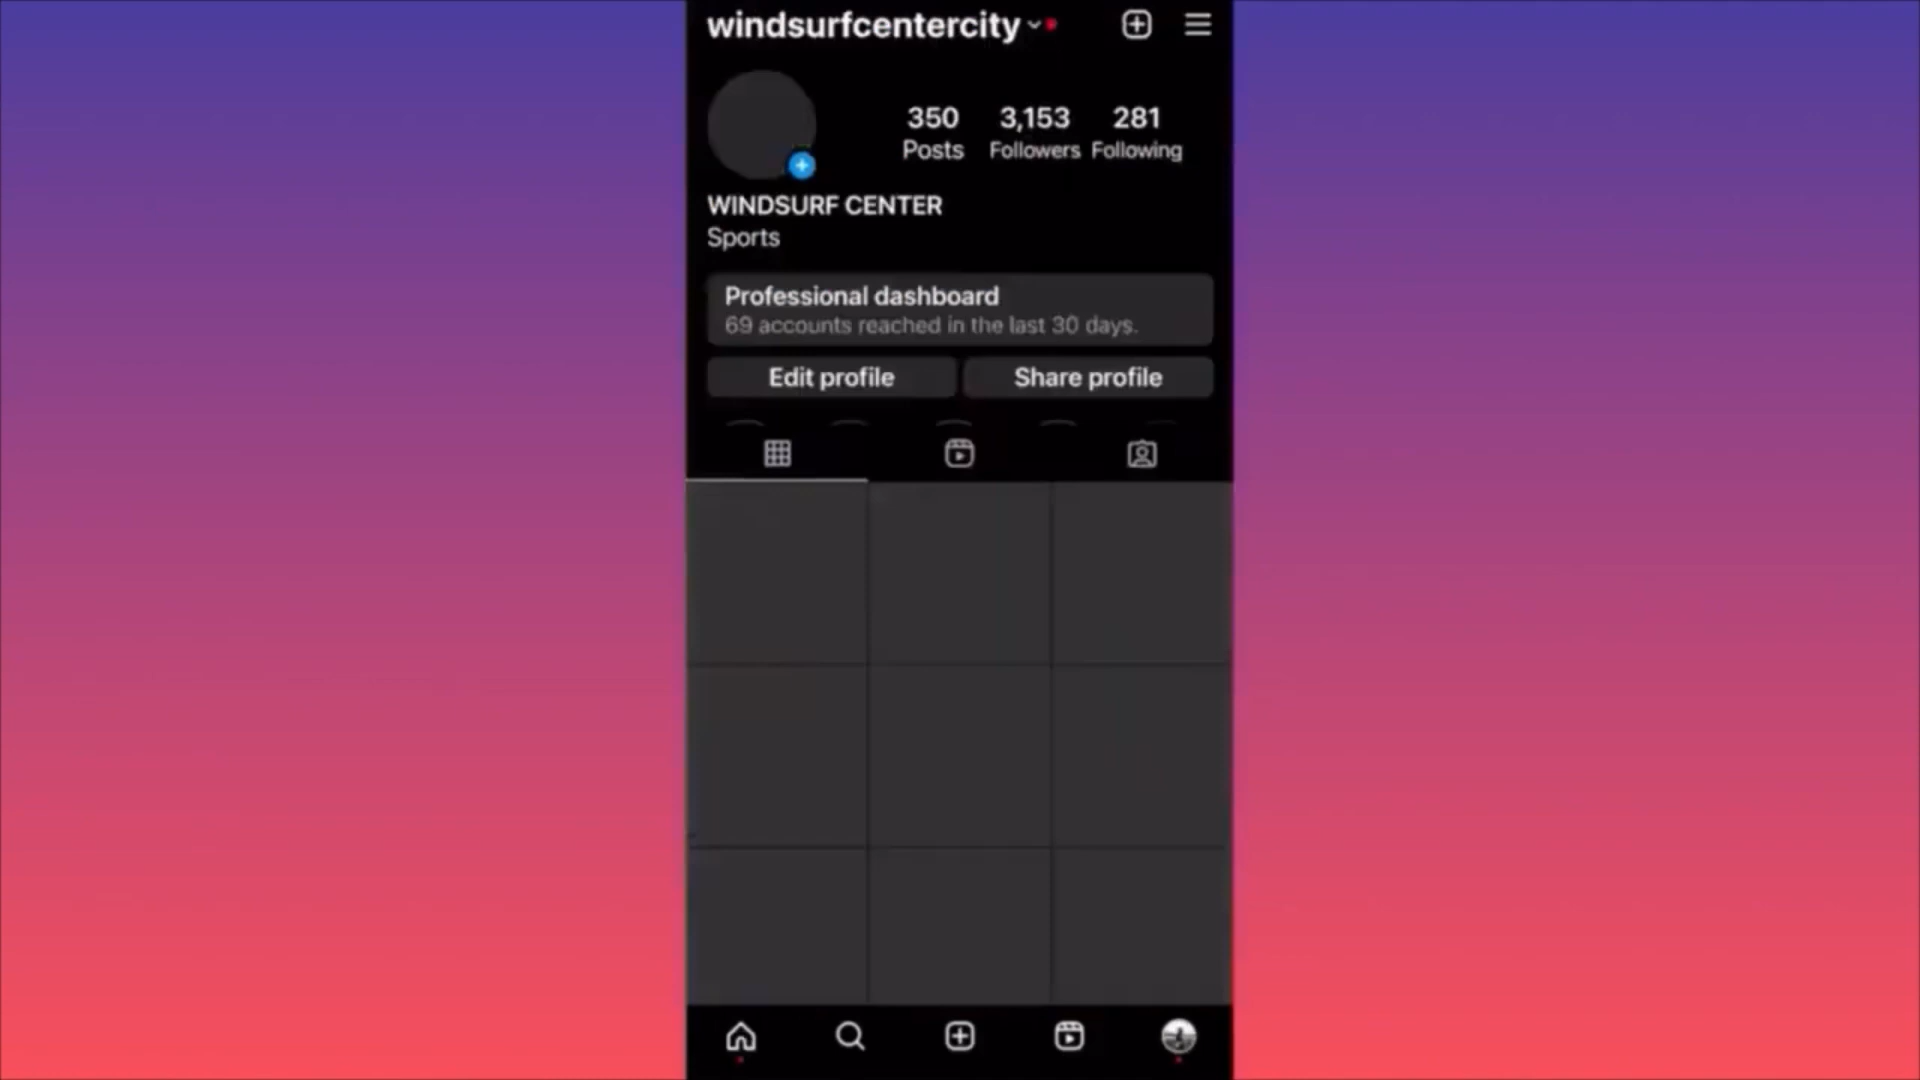 windsurfcentercity
350 3,153 281
Posts Followers Following
WINDSURF CENTER
Sports
Professional dashboard
69 accounts reached in the last 30 days.
Edit profile Share profile